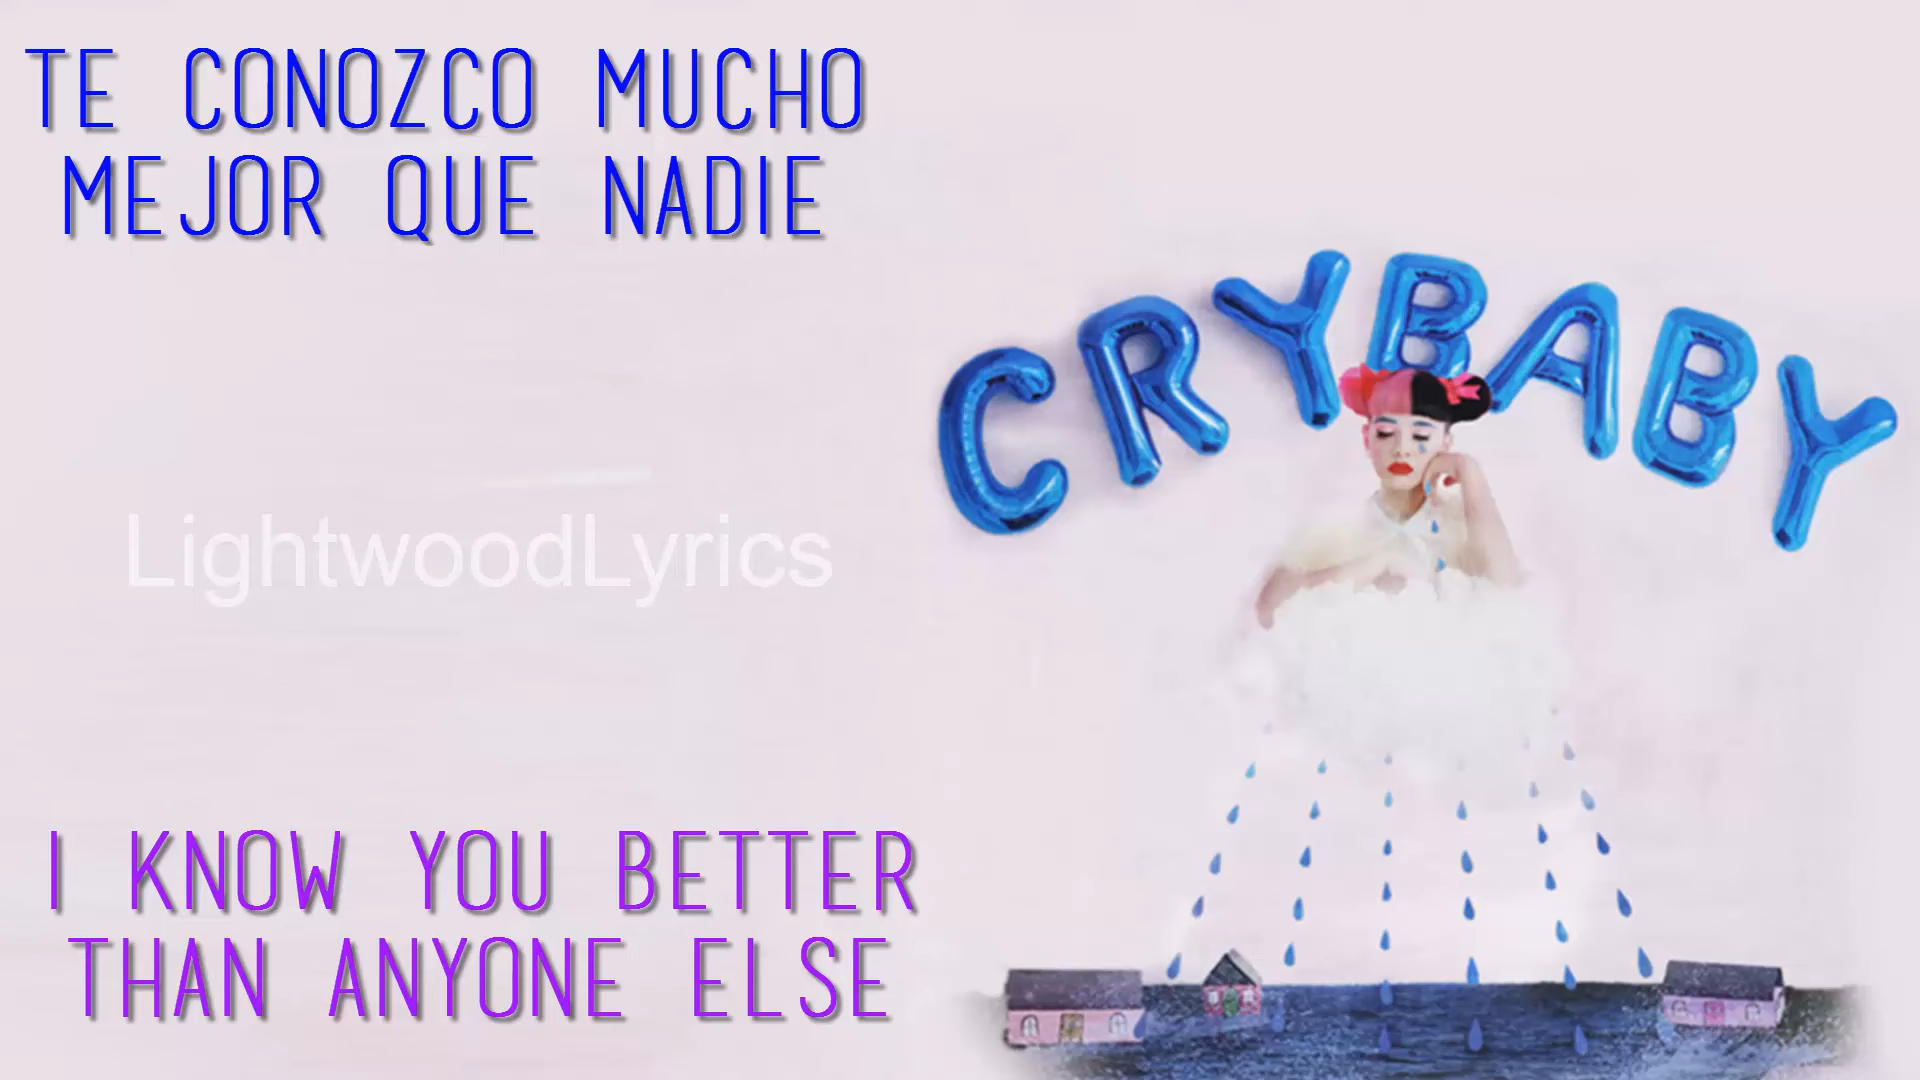 TE CONOZCO MUCHO
MEJOR QUE NADIE
CRYBABY
LightwoodLyrics
I KNOW YOU BETTER
THAN ANYONE ELSE